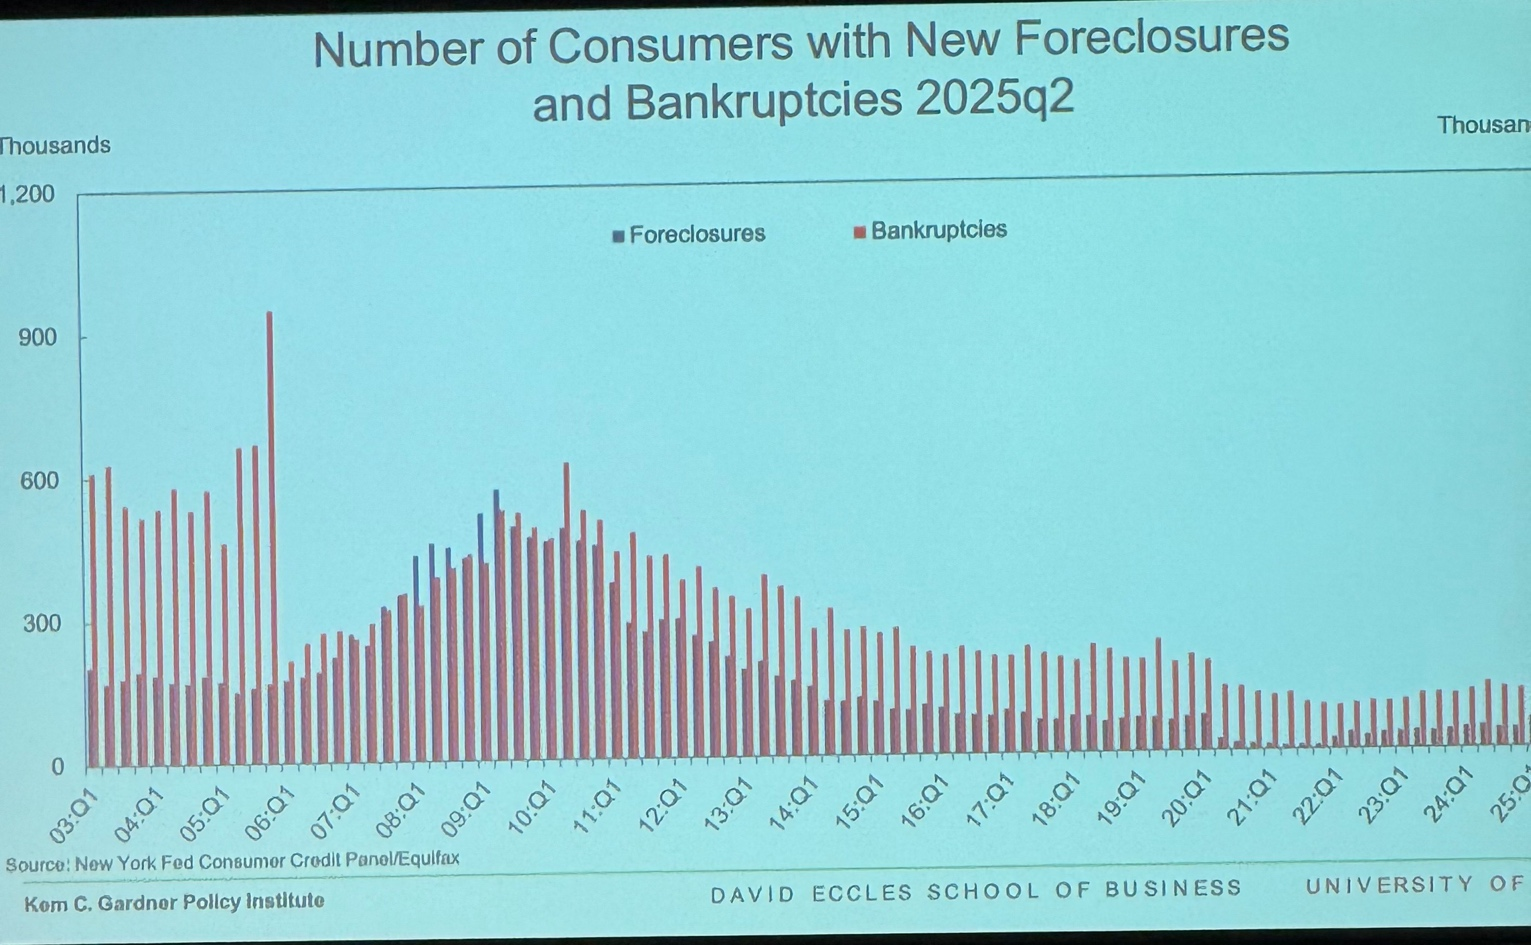 Number of Consumers with New Foreclosures
and Bankruptcies 2025q2
Thousands
Thousan
1,200
Foreclosures
Bankruptcies
900
600
300
0
03:Q1
04:Q1
05:Q1
06:Q1
07:Q1
08:Q1
09:Q1
10:Q1
11:Q1
12:Q1
13:Q1
14:Q1
15:Q1
16:Q1
17:Q1
18:Q1
19:Q1
20:Q1
21:Q1
22:Q1
23:Q1
24:Q1
25:Q1
Source: New York Fed Consumer Credit Panel/Equifax
Kem C. Gardner Policy Institute
DAVID ECCLES SCHOOL OF BUSINESS
UNIVERSITY OF